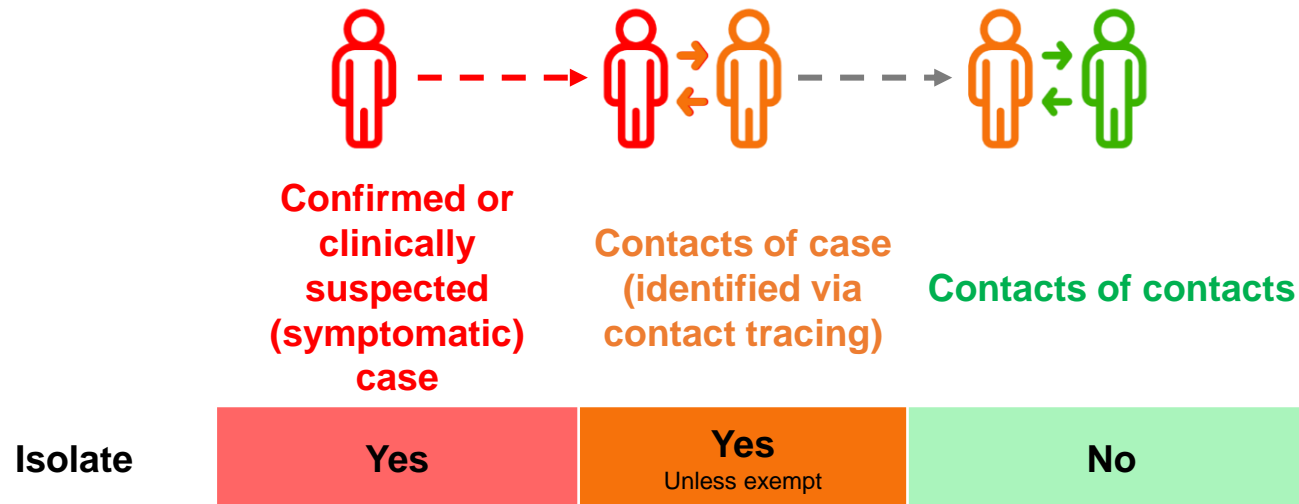 Confirmed or
clinically
suspected
(symptomatic)
case
Contacts of case
(identified via
contact tracing)
Contacts of contacts
Isolate
Yes
Yes
Unless exempt
No